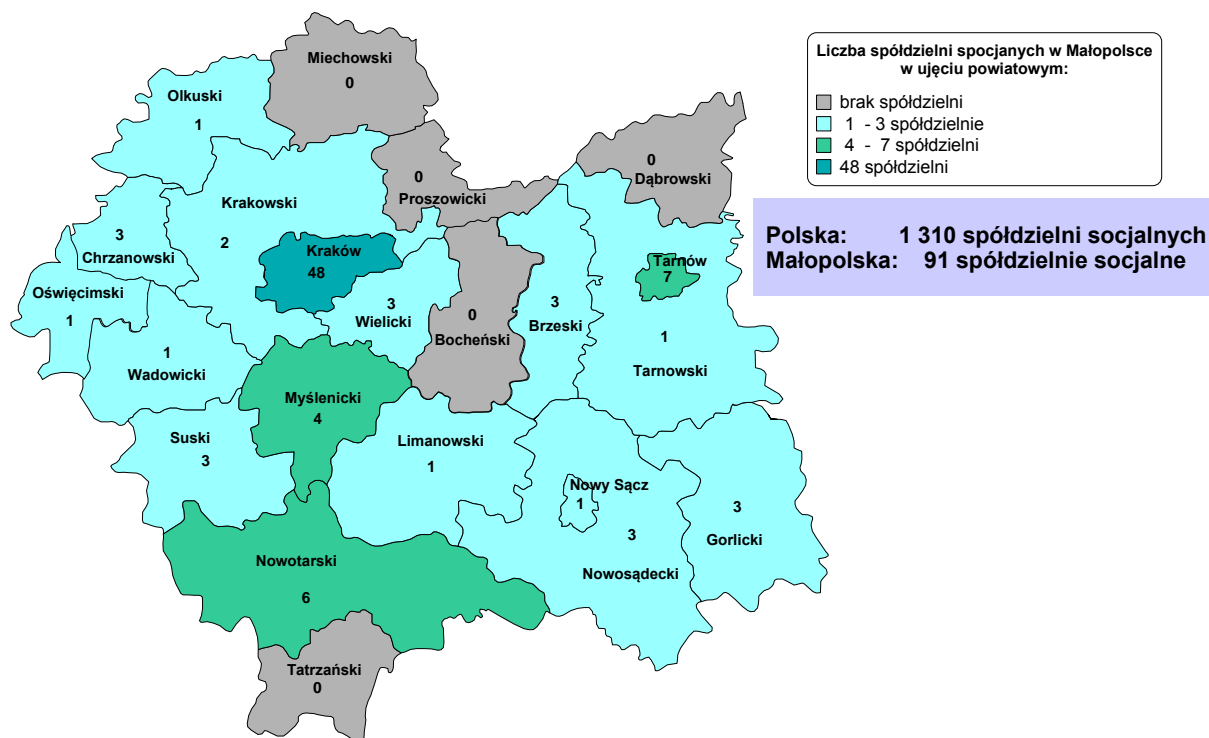 Miechowski
0
Olkuski
1
Liczba spółdzielni spocjanych w Małopolsce
w ujęciu powiatowym:
brak spółdzielni
1 - 3 spółdzielnie
4 - 7 spółdzielni
48 spółdzielni
0
Dąbrowski
0
Proszowicki
Krakowski
2
3
Chrzanowski
Kraków
48
Polska: 1 310 spółdzielni socjalnych
Małopolska: 91 spółdzielnie socjalne
Tarnów
7
Oświęcimski
1
3
Wielicki
0
Bocheński
3
Brzeski
1
Tarnowski
1
Wadowicki
Myślenicki
4
Suski
3
Limanowski
1
Nowy Sącz
1
3
Nowosądecki
3
Gorlicki
Nowotarski
6
Tatrzański
0